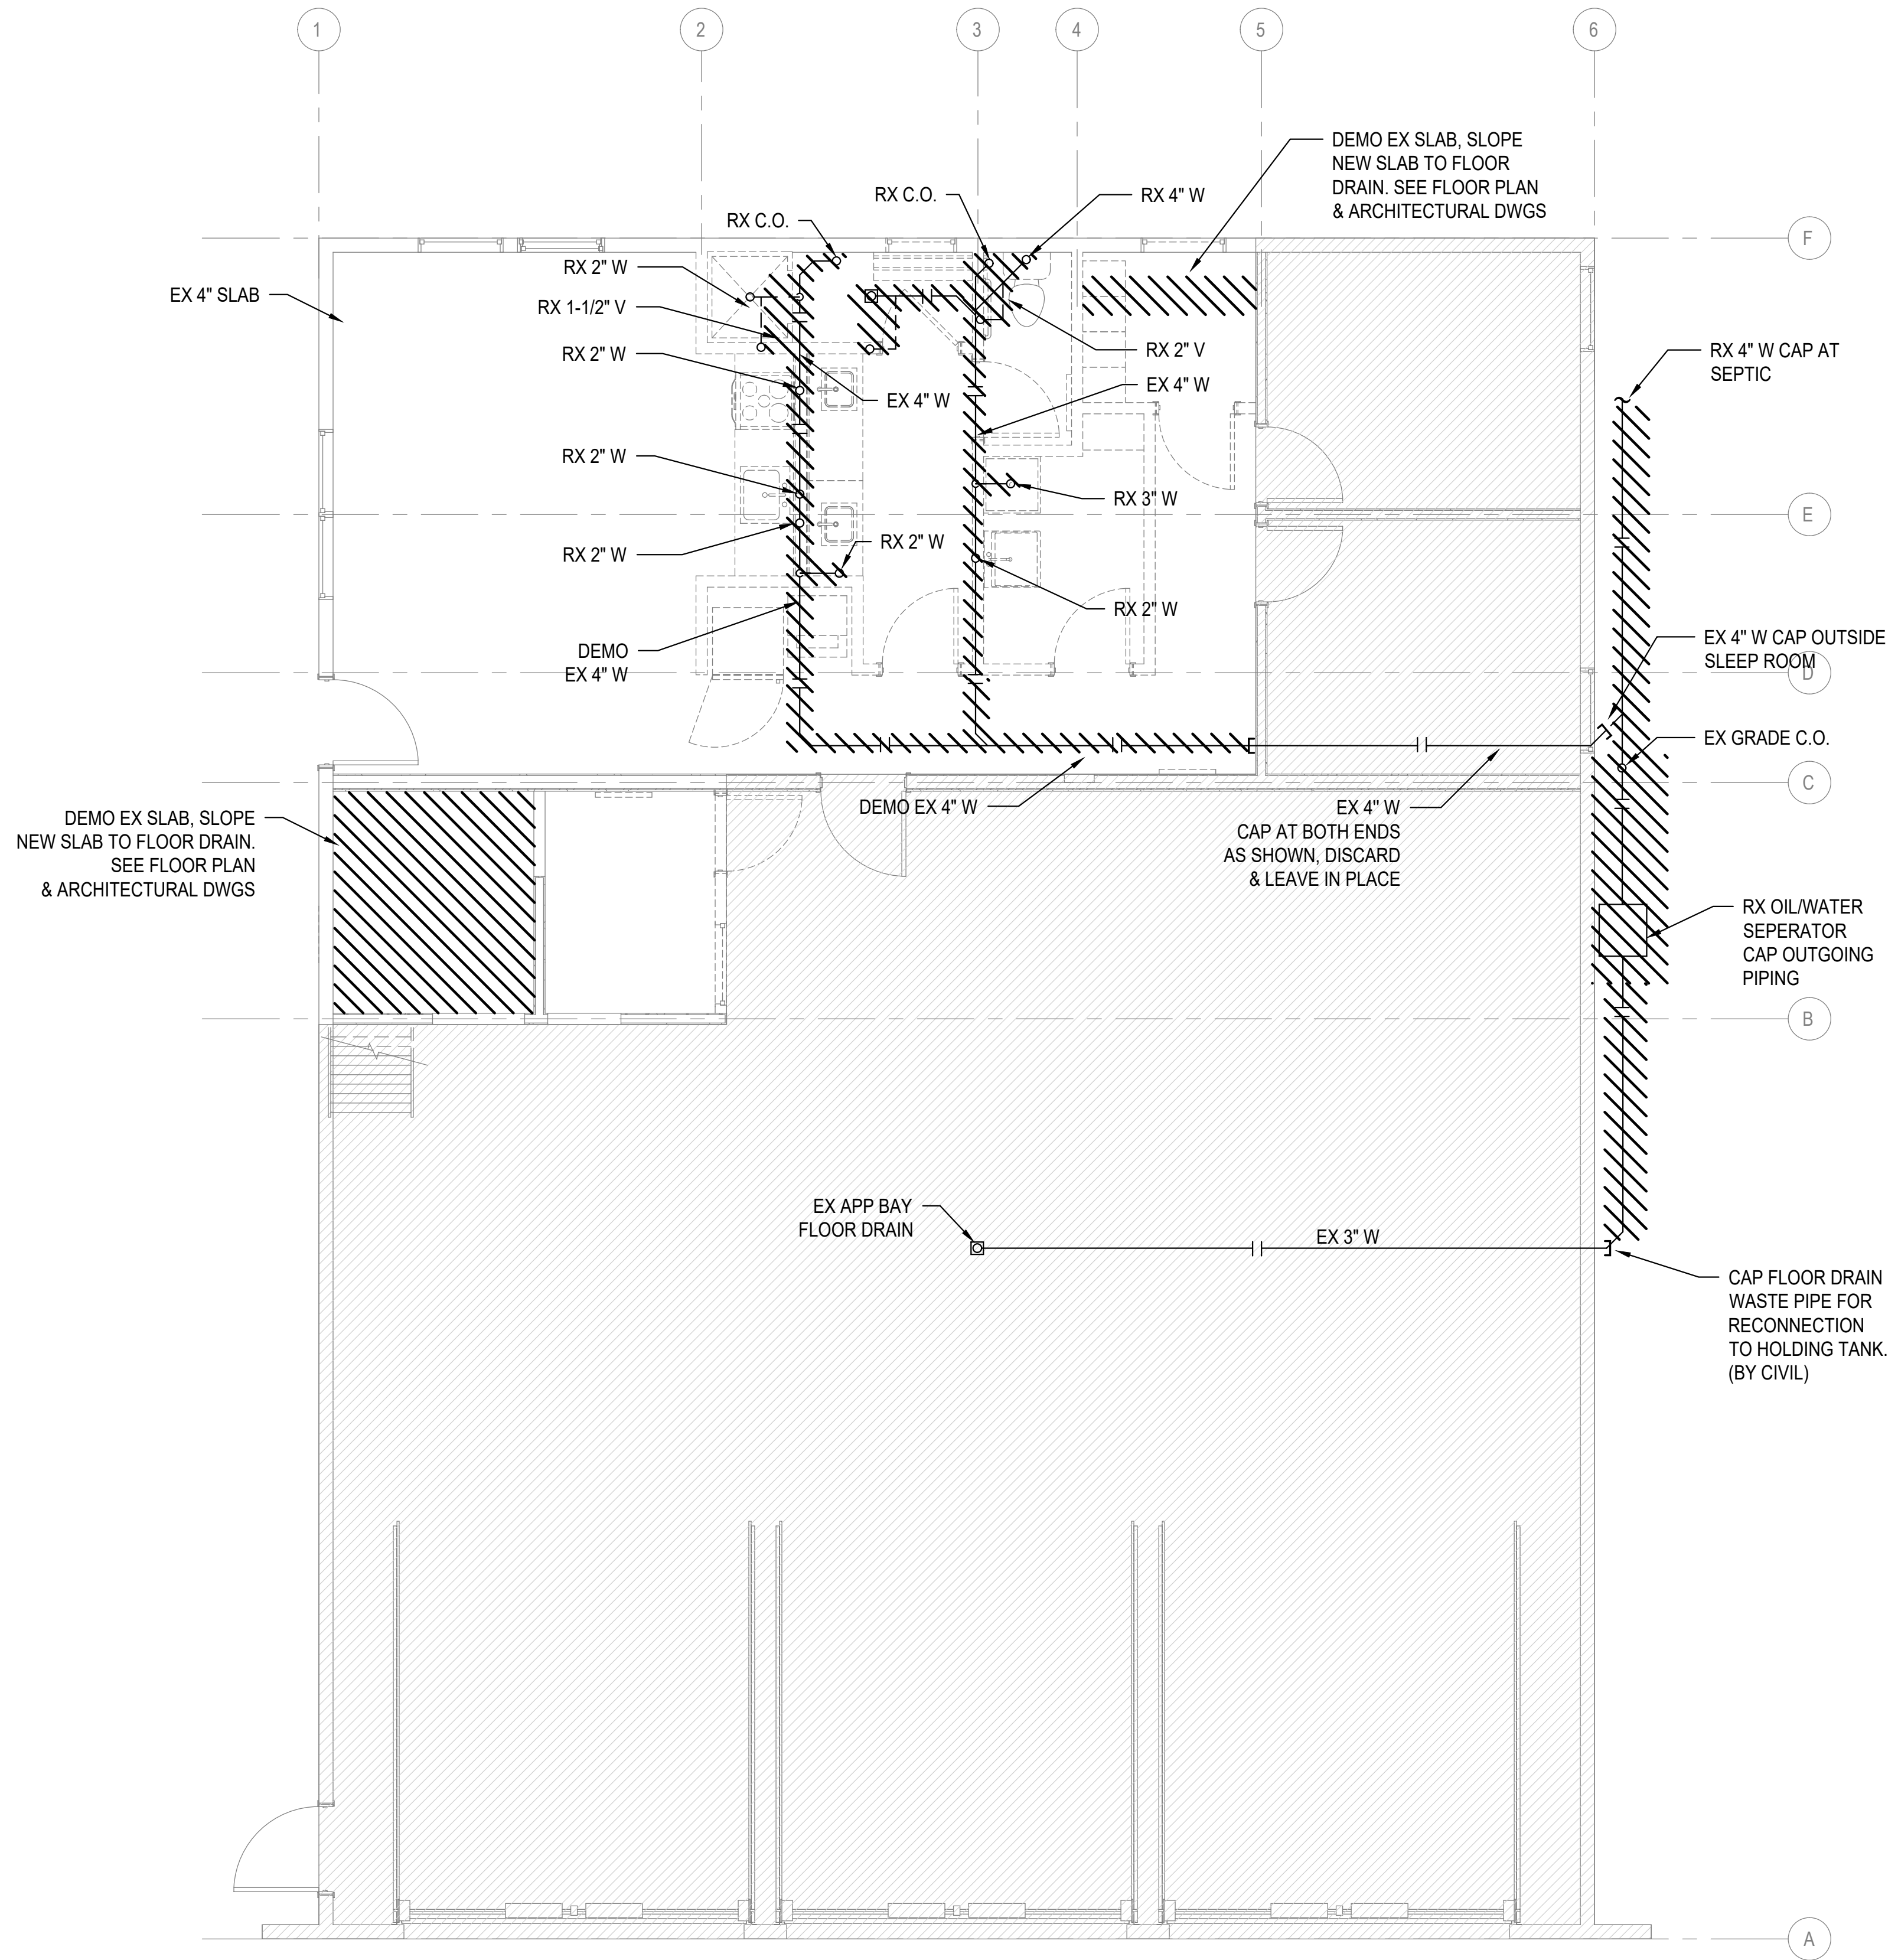 1
2
3
4
5
6
DEMO EX SLAB, SLOPE
NEW SLAB TO FLOOR
DRAIN. SEE FLOOR PLAN
& ARCHITECTURAL DWGS
RX C.O.
RX 4" W
RX C.O.
F
RX 2" W
EX 4" SLAB
RX 1-1/2" V
RX 2" W
RX 2" V
RX 4" W CAP AT
SEPTIC
EX 4" W
EX 4" W
RX 2" W
RX 3" W
E
RX 2" W
RX 2" W
RX 2" W
DEMO
EX 4" W
EX 4" W CAP OUTSIDE
SLEEP ROOM
D
EX GRADE C.O.
C
DEMO EX 4" W
EX 4" W
CAP AT BOTH ENDS
AS SHOWN, DISCARD
& LEAVE IN PLACE
DEMO EX SLAB, SLOPE
NEW SLAB TO FLOOR DRAIN.
SEE FLOOR PLAN
& ARCHITECTURAL DWGS
RX OIL/WATER
SEPERATOR
CAP OUTGOING
PIPING
B
EX APP BAY
FLOOR DRAIN
EX 3" W
CAP FLOOR DRAIN
WASTE PIPE FOR
RECONNECTION
TO HOLDING TANK.
(BY CIVIL)
A